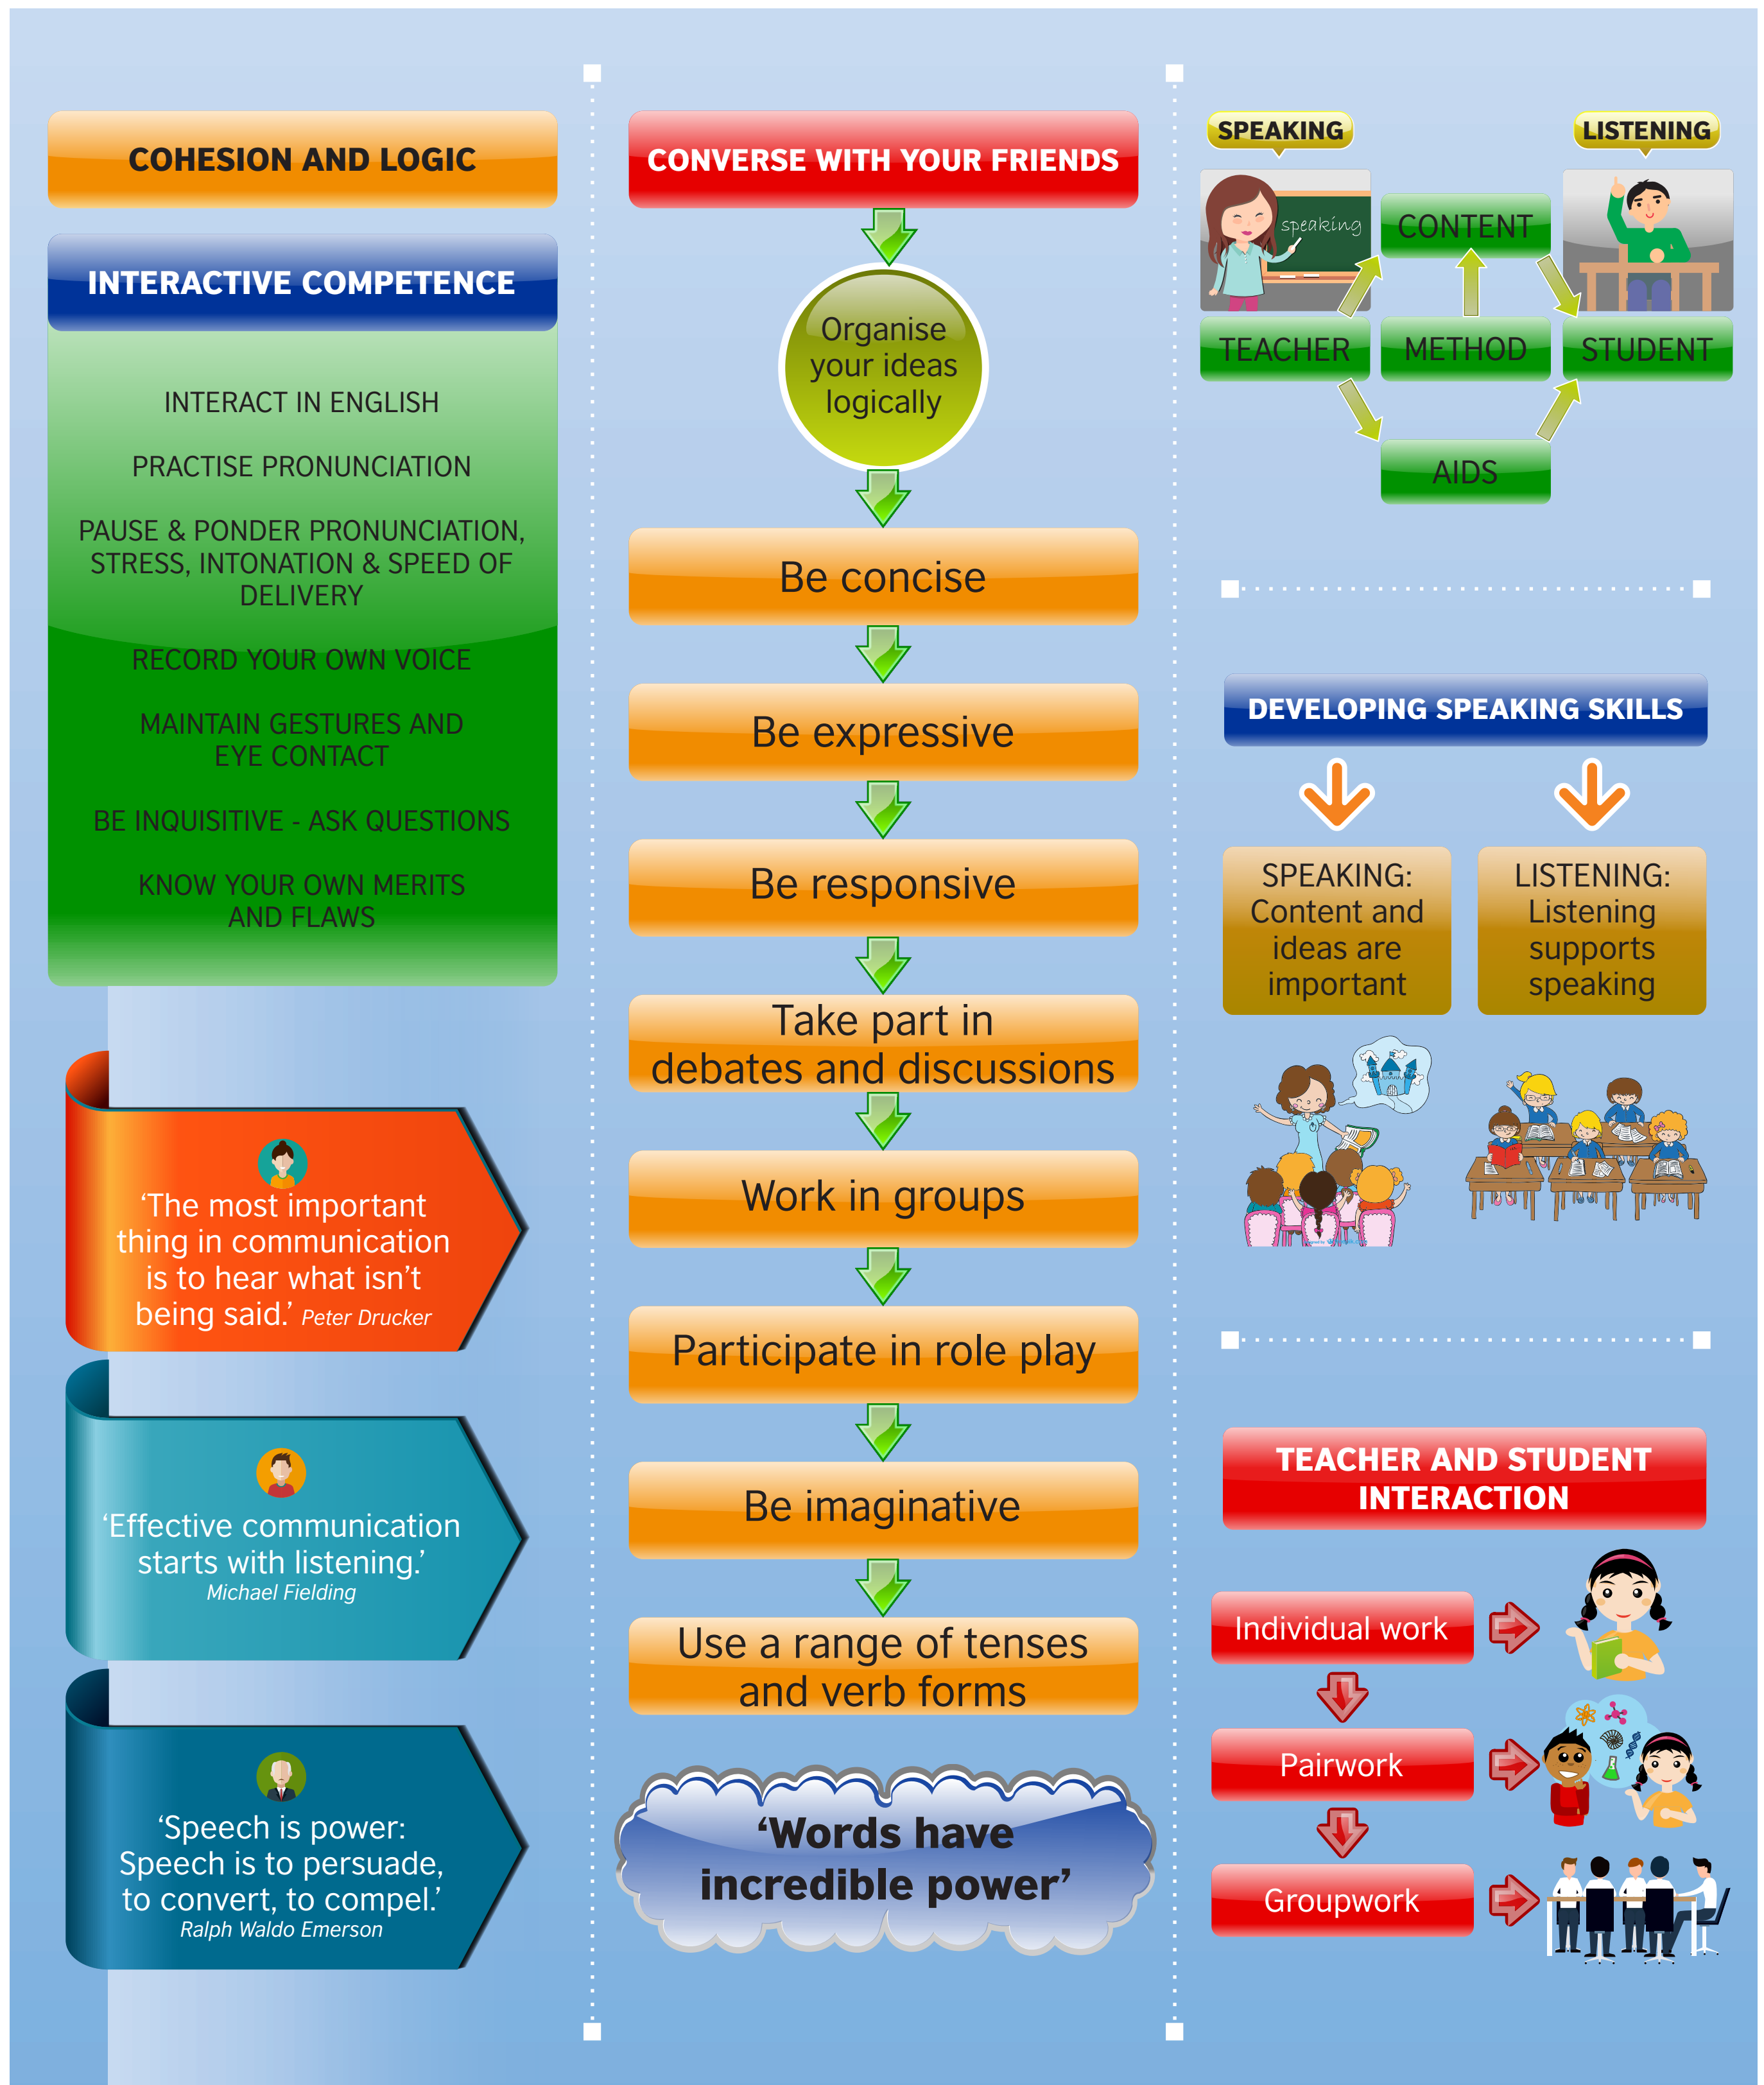 COHESION AND LOGIC
INTERACTIVE COMPETENCE
INTERACT IN ENGLISH
PRACTISE PRONUNCIATION
PAUSE & PONDER PRONUNCIATION,
STRESS, INTONATION & SPEED OF
DELIVERY
RECORD YOUR OWN VOICE
MAINTAIN GESTURES AND
EYE CONTACT
BE INQUISITIVE - ASK QUESTIONS
KNOW YOUR OWN MERITS
AND FLAWS
‘The most important
thing in communication
is to hear what isn’t
being said.’ Peter Drucker
‘Effective communication
starts with listening.’
Michael Fielding
‘Speech is power:
Speech is to persuade,
to convert, to compel.’
Ralph Waldo Emerson
CONVERSE WITH YOUR FRIENDS
Organise
your ideas
logically
Be concise
Be expressive
Be responsive
Take part in
debates and discussions
Work in groups
Participate in role play
Be imaginative
Use a range of tenses
and verb forms
‘Words have
incredible power’
SPEAKING
LISTENING
speaking
CONTENT
TEACHER
METHOD
STUDENT
AIDS
DEVELOPING SPEAKING SKILLS
SPEAKING:
Content and
ideas are
important
LISTENING:
Listening
supports
speaking
TEACHER AND STUDENT
INTERACTION
Individual work
Pairwork
Groupwork